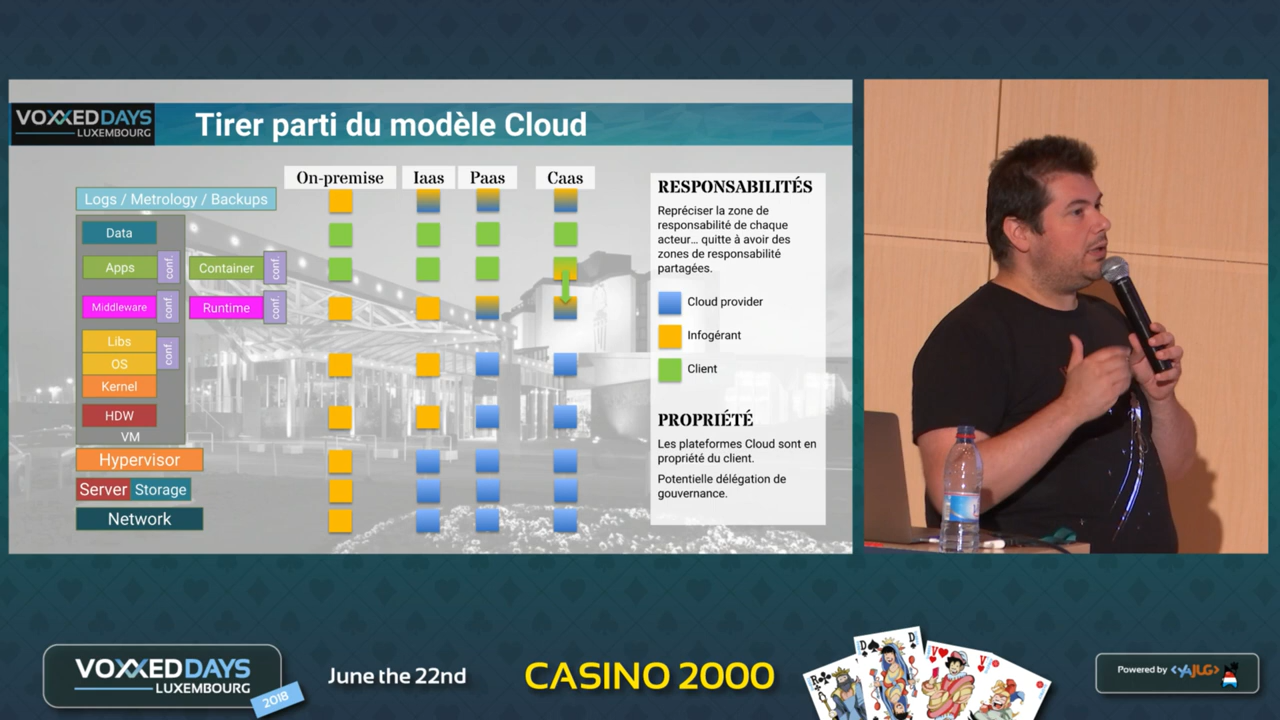 VOXXEDDAYS
LUXEMBOURG
Tirer parti du modèle Cloud
On-premise Iaas Paas Caas
Logs / Metrology / Backups
Data
Apps conf. Container conf.
Middleware conf. Runtime conf.
Libs
OS conf.
Kernel
HDW
VM
Hypervisor
Server Storage
Network
RESPONSABILITÉS
Repréciser la zone de
responsabilité de chaque
acteur... quitte à avoir des
zones de responsabilité
partagées.
Cloud provider
Infogérant
Client
PROPRIÉTÉ
Les plateformes Cloud sont en
propriété du client.
Potentielle délégation de
gouvernance.
VOXXEDDAYS
LUXEMBOURG
2018
June the 22nd
CASINO 2000
R
D D
V V
Powered by <YAJUG>